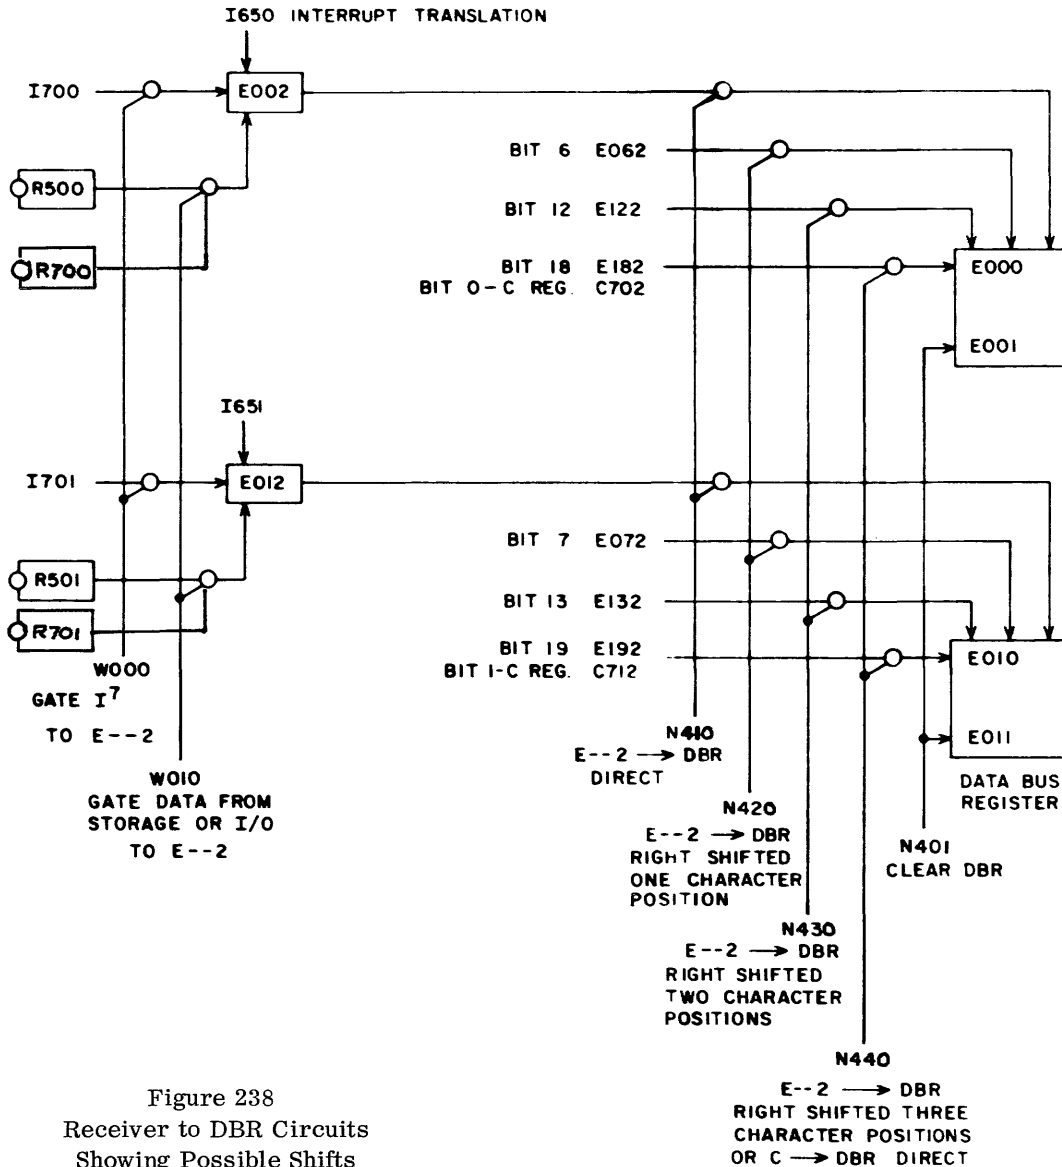 I650 INTERRUPT TRANSLATION
I700
E002
R500
R700
BIT 6 E062
BIT 12 E122
BIT 18 E182
BIT 0-C REG. C702
E000
E001
I651
I701
E012
R501
R701
BIT 7 E072
BIT 13 E132
BIT 19 E192
BIT 1-C REG. C712
E010
E011
W000
GATE I7
TO E--2
W010
GATE DATA FROM
STORAGE OR I/O
TO E--2
N410
E--2 → DBR
DIRECT
N420
E--2 → DBR
RIGHT SHIFTED
ONE CHARACTER
POSITION
DATA BUS
REGISTER
N401
CLEAR DBR
N430
E--2 → DBR
RIGHT SHIFTED
TWO CHARACTER
POSITIONS
N440
E--2 → DBR
RIGHT SHIFTED THREE
CHARACTER POSITIONS
OR C → DBR DIRECT
Figure 238
Receiver to DBR Circuits
Showing Possible Shifts